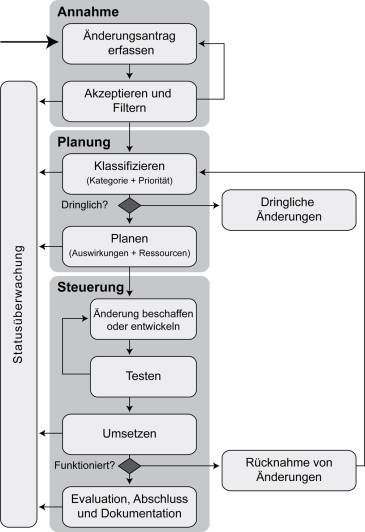 Annahme
Änderungsantrag
erfassen
Akzeptieren und
Filtern
Planung
Klassifizieren
(Kategorie + Priorität)
Dringlich?
Dringliche
Änderungen
Planen
(Auswirkungen + Ressourcen)
Statusüberwachung
Steuerung
Änderung beschaffen
oder entwickeln
Testen
Umsetzen
Funktioniert?
Rücknahme von
Änderungen
Evaluation, Abschluss
und Dokumentation